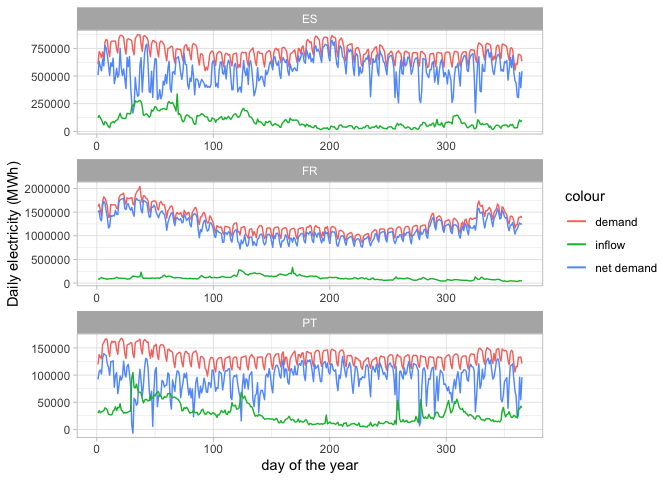 ES
750000
500000
250000
0
0
100
200
300
FR
2000000
1500000
1000000
500000
0
0
100
200
300
PT
150000
100000
50000
0
0
100
200
300
Daily electricity (MWh)
day of the year
colour
demand
inflow
net demand